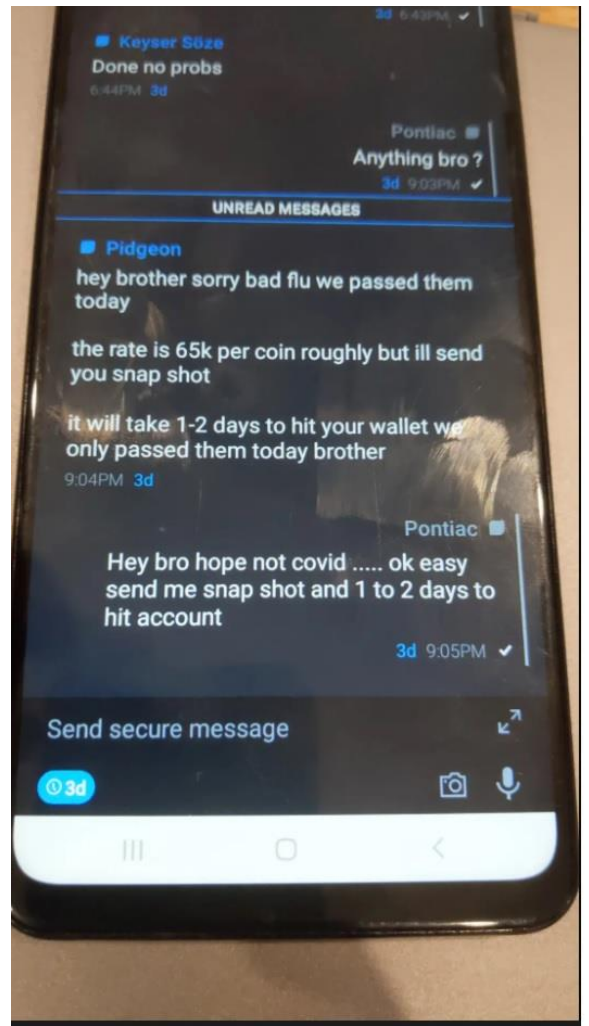 3d 6:43PM ✔
Keyser Söze
Done no probs
6:44PM 3d
Pontiac
Anything bro ?
3d 9:03PM ✔
UNREAD MESSAGES
Pidgeon
hey brother sorry bad flu we passed them
today
the rate is 65k per coin roughly but ill send
you snap shot
it will take 1-2 days to hit your wallet we
only passed them today brother
9:04PM 3d
Pontiac
Hey bro hope not covid ..... ok easy
send me snap shot and 1 to 2 days to
hit account
3d 9:05PM ✔
Send secure message
3d